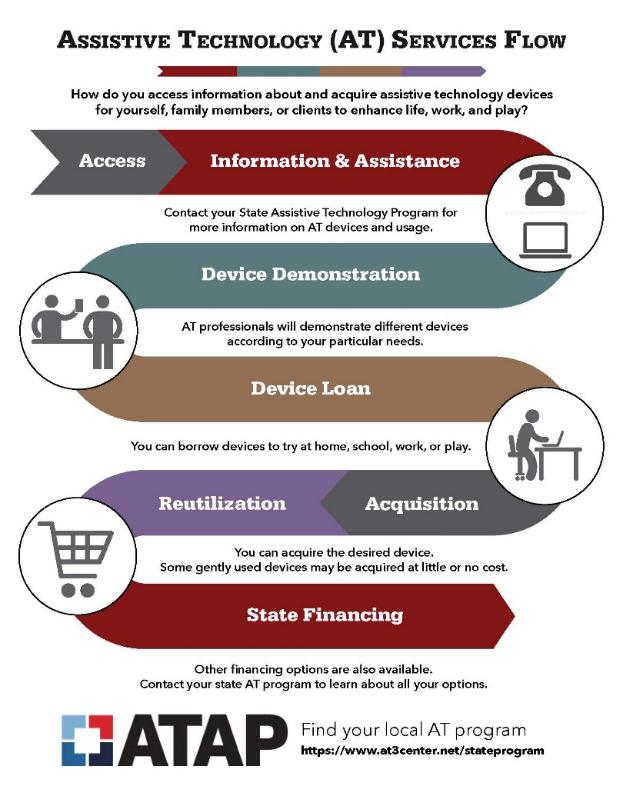 Assistive Technology (AT) Services Flow
How do you access information about and acquire assistive technology devices
for yourself, family members, or clients to enhance life, work, and play?
Access
Information & Assistance
Contact your State Assistive Technology Program for
more information on AT devices and usage.
Device Demonstration
AT professionals will demonstrate different devices
according to your particular needs.
Device Loan
You can borrow devices to try at home, school, work, or play.
Reutilization
Acquisition
You can acquire the desired device.
Some gently used devices may be acquired at little or no cost.
State Financing
Other financing options are also available.
Contact your state AT program to learn about all your options.
ATAP
Find your local AT program
https://www.at3center.net/stateprogram